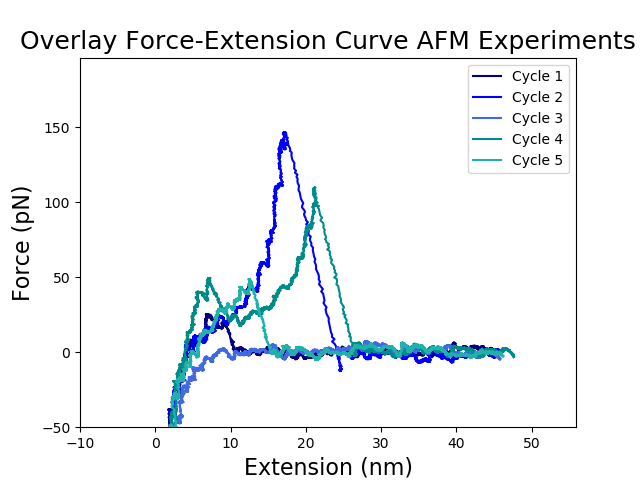 Overlay Force-Extension Curve AFM Experiments
Cycle 1
Cycle 2
Cycle 3
Cycle 4
Cycle 5
150
100
50
0
−50
Force (pN)
−10 0 10 20 30 40 50
Extension (nm)